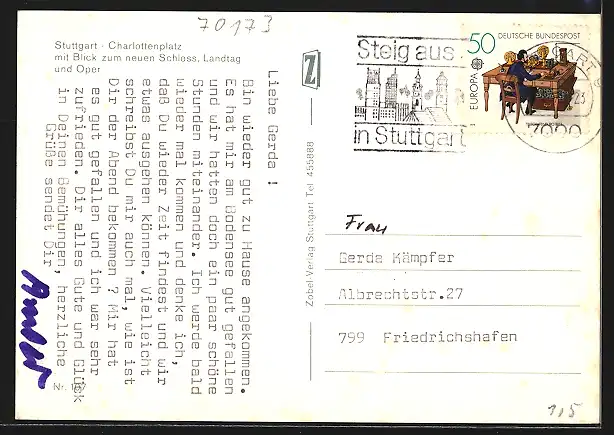 70173
Stuttgart - Charlottenplatz
mit Blick zum neuen Schloss, Landtag
und Oper
Liebe Gerda !
Bin wieder gut zu Hause angekommen.
Es hat mir am Bodensee gut gefallen
und wir hatten doch ein paar schöne
Stunden miteinander. Ich werde bald
wieder mal kommen und denke ich,
daß Du wieder Zeit findest und wir
etwas ausgehen können. Vielleicht
schreibst Du mir auch mal, wie ist
Dir der Abend bekommen ? Mir hat
es gut gefallen und ich war sehr
zufrieden. Dir alles Gute und Glück
in Deinen Bemühungen, herzliche
Grüße sendet Dir
Nr. 167
Z
Zobel-Verlag Stuttgart Tel. 485888
Steig aus
in Stuttgart
50 DEUTSCHE BUNDESPOST
EUROPA
7000
Frau
Gerda Kämpfer
Albrechtstr.27
799 Friedrichshafen
1,5